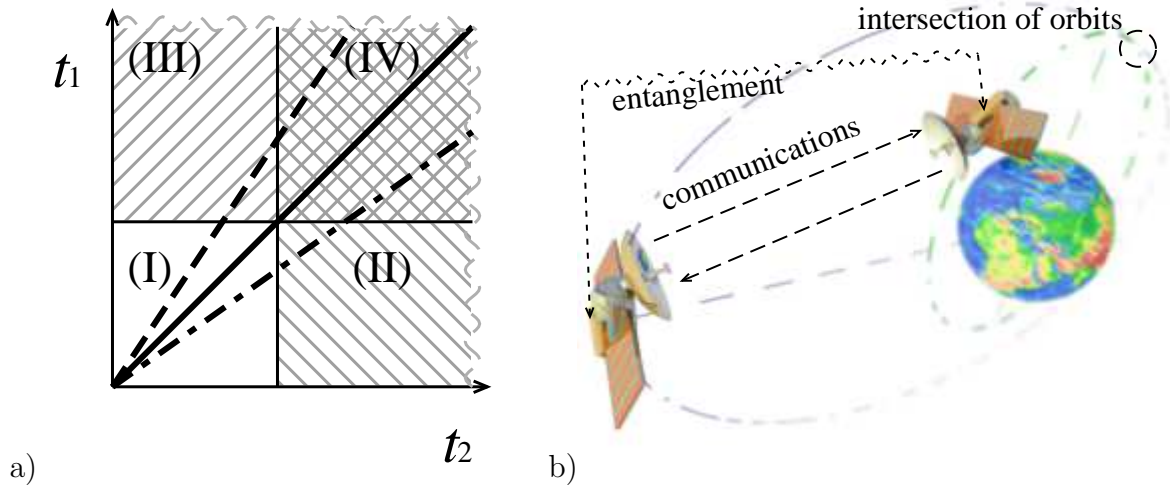 t1
(III)
(IV)
(I)
(II)
t2
a)
intersection of orbits
entanglement
communications
b)